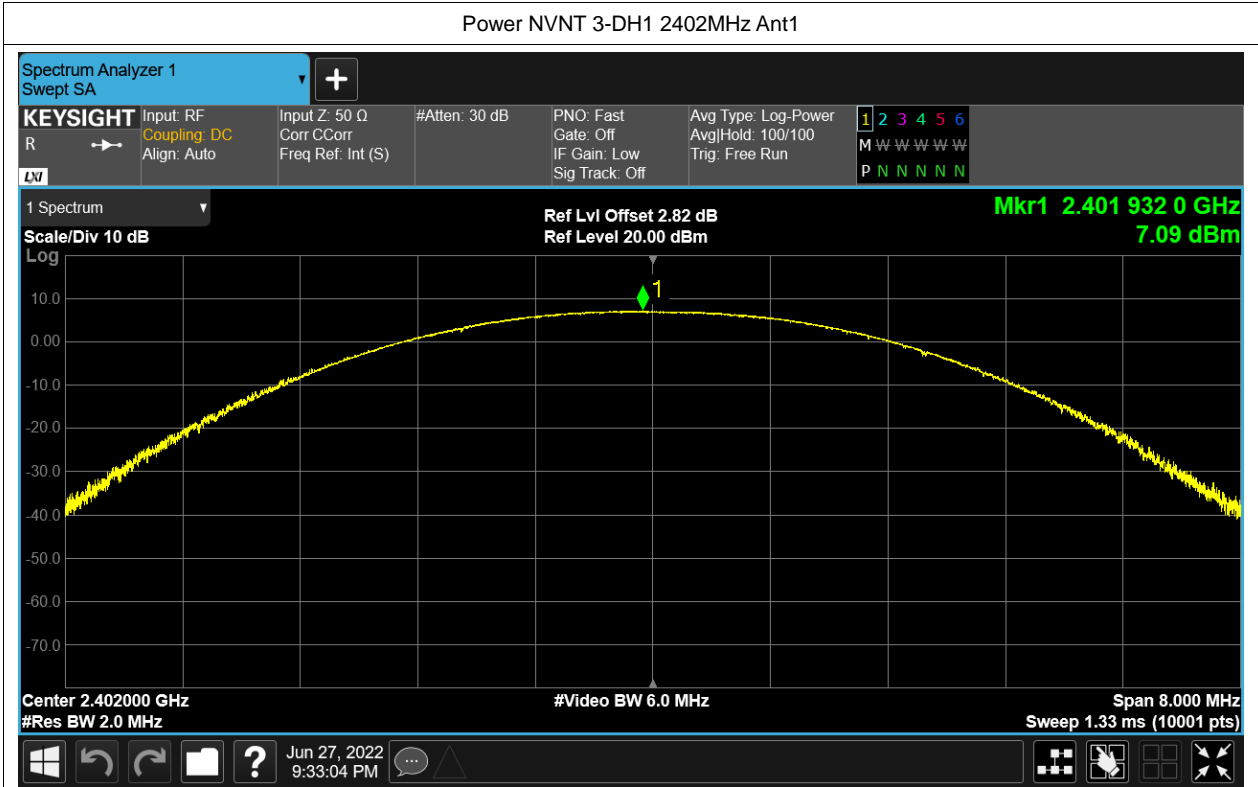 Power NVNT 3-DH1 2402MHz Ant1
Spectrum Analyzer 1
Swept SA
KEYSIGHT
R
LXI
Input: RF
Coupling: DC
Align: Auto
Input Z: 50 Ω
Corr CCorr
Freq Ref: Int (S)
#Atten: 30 dB
PNO: Fast
Gate: Off
IF Gain: Low
Sig Track: Off
Avg Type: Log-Power
Avg|Hold: 100/100
Trig: Free Run
1 2 3 4 5 6
M W W W W W
P N N N N N
1 Spectrum
Scale/Div 10 dB
Log
Ref Lvl Offset 2.82 dB
Ref Level 20.00 dBm
Mkr1 2.401 932 0 GHz
7.09 dBm
1
10.0
0.00
-10.0
-20.0
-30.0
-40.0
-50.0
-60.0
-70.0
Center 2.402000 GHz
#Res BW 2.0 MHz
#Video BW 6.0 MHz
Span 8.000 MHz
Sweep 1.33 ms (10001 pts)
?
Jun 27, 2022
9:33:04 PM